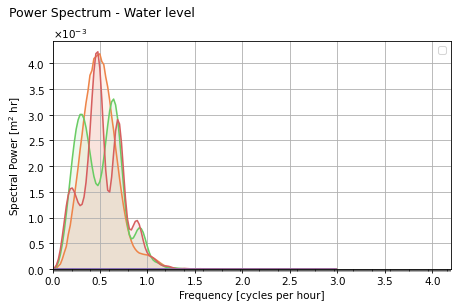 Power Spectrum - Water level
×10⁻³
4.0
3.5
3.0
2.5
2.0
1.5
1.0
0.5
0.0
Spectral Power [m² hr]
0.0 0.5 1.0 1.5 2.0 2.5 3.0 3.5 4.0
Frequency [cycles per hour]